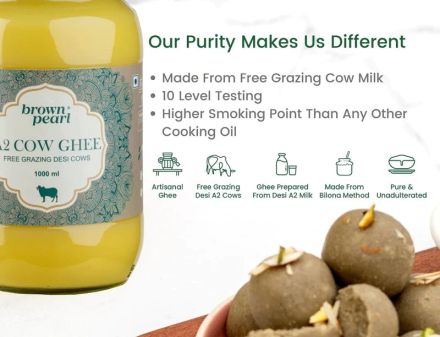 Our Purity Makes Us Different
Made From Free Grazing Cow Milk
10 Level Testing
Higher Smoking Point Than Any Other
Cooking Oil
brown
pearl
A2 COW GHEE
FREE GRAZING DESI COWS
1000 ml
Artisanal
Ghee
Free Grazing
Desi A2 Cows
Ghee Prepared
From Desi A2 Milk
Made From
Bilona Method
Pure &
Unadulterated